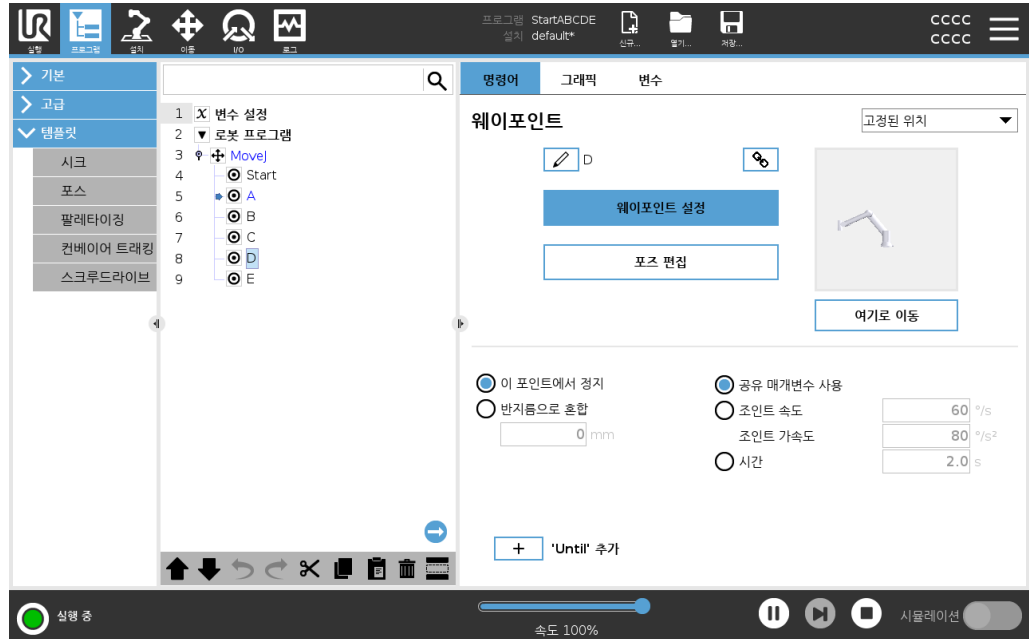 UR
실행
프로그램
설치
이동
I/O
로그
프로그램 StartABCDE
설치 default*
신규...
열기...
저장...
CCCC
CCCC
기본
고급
템플릿
시크
포스
팔레타이징
컨베이어 트래킹
스크루드라이브
1 x 변수 설정
2 로봇 프로그램
3 MoveJ
4 Start
5 A
6 B
7 C
8 D
9 E
명령어 그래픽 변수
웨이포인트
고정된 위치
D
웨이포인트 설정
포즈 편집
여기로 이동
이 포인트에서 정지
반지름으로 혼합
0 mm
공유 매개변수 사용
조인트 속도 60 °/s
조인트 가속도 80 °/s²
시간 2.0 s
+ 'Until' 추가
실행 중
속도 100%
시뮬레이션